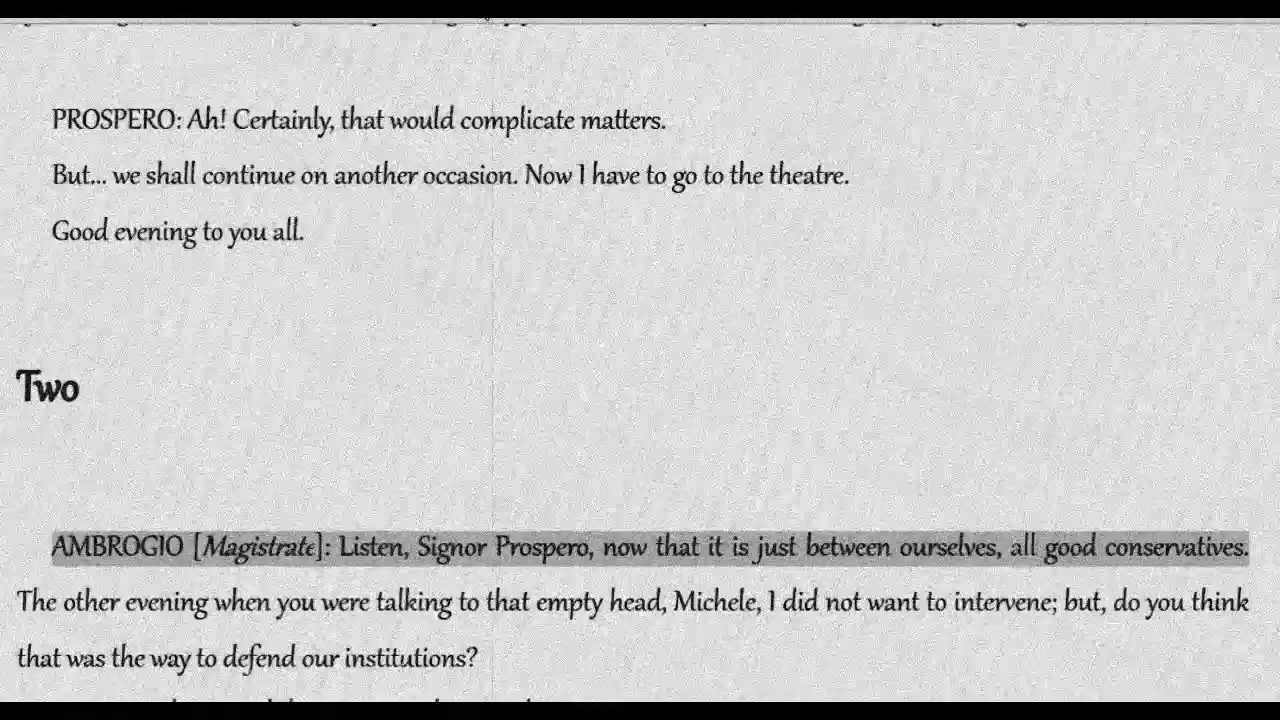 PROSPERO: Ah! Certainly, that would complicate matters.
But... we shall continue on another occasion. Now I have to go to the theatre.
Good evening to you all.
Two
AMBROGIO [Magistrate]: Listen, Signor Prospero, now that it is just between ourselves, all good conservatives.
The other evening when you were talking to that empty head, Michele, I did not want to intervene; but, do you think
that was the way to defend our institutions?